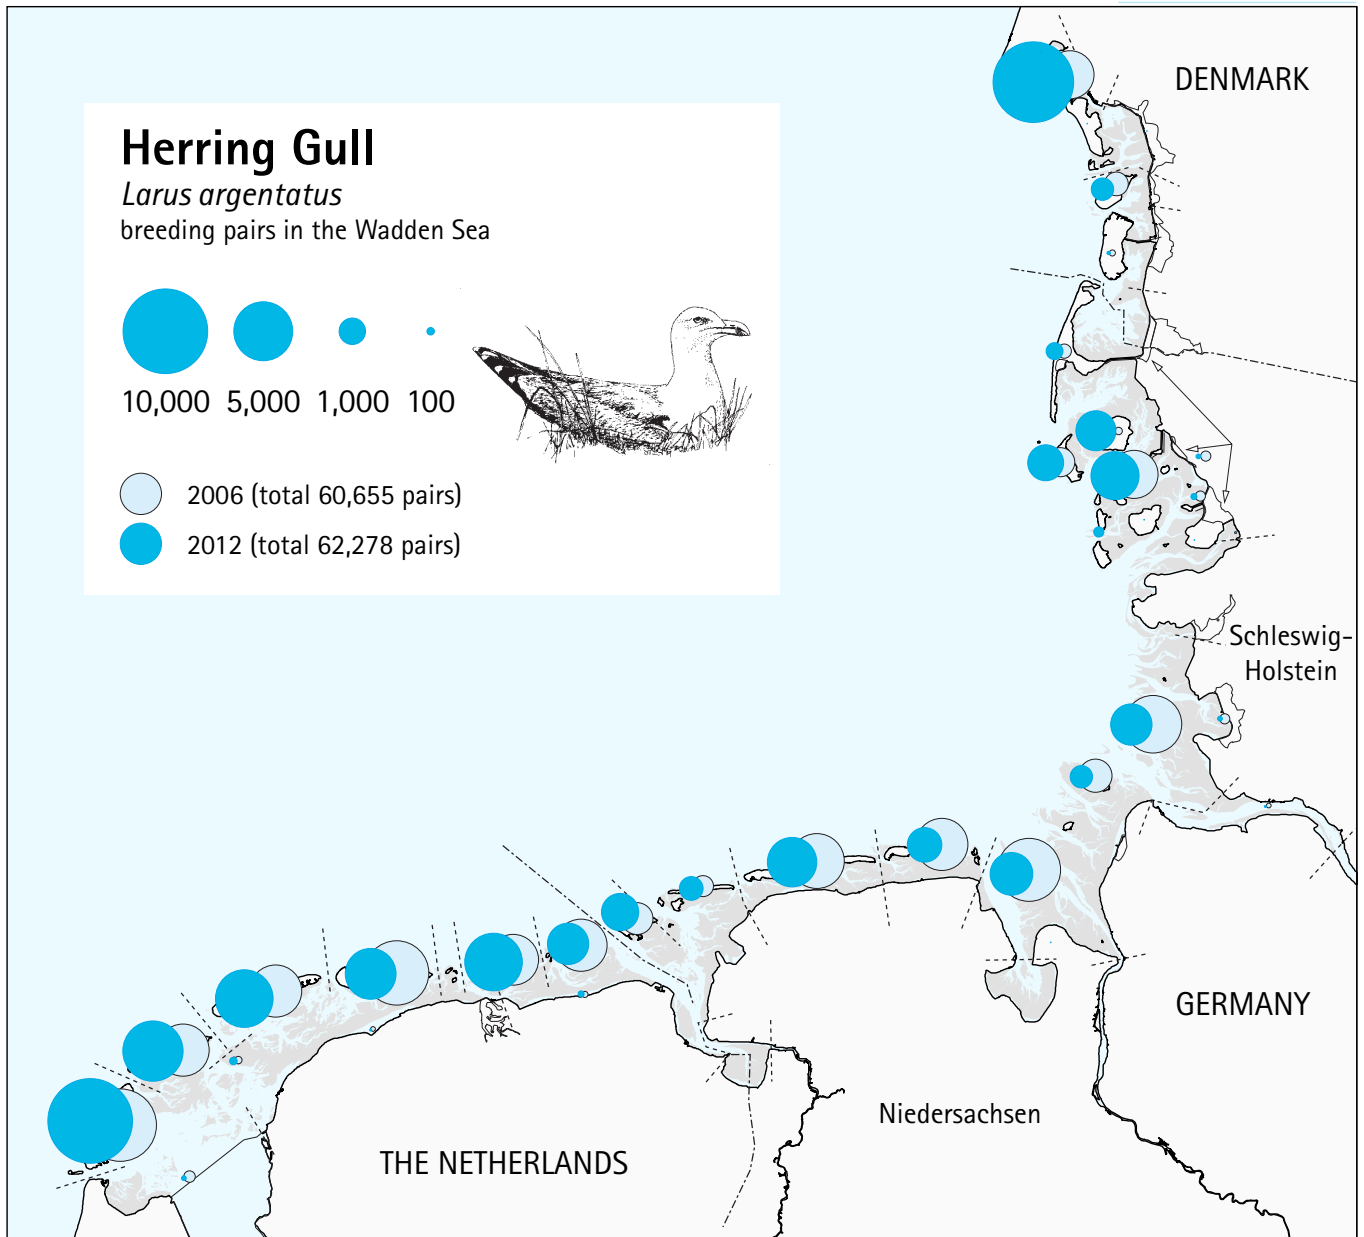 Herring Gull
Larus argentatus
breeding pairs in the Wadden Sea
10,000 5,000 1,000 100
2006 (total 60,655 pairs)
2012 (total 62,278 pairs)
DENMARK
Schleswig-
Holstein
GERMANY
Niedersachsen
THE NETHERLANDS